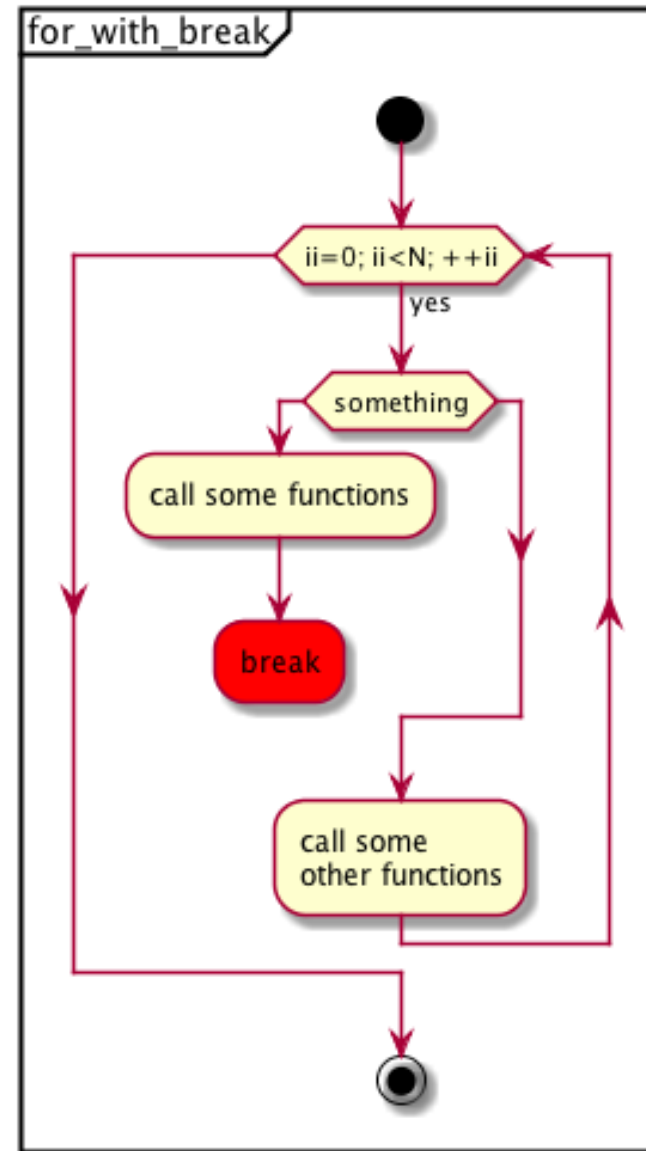 for_with_break
ii=0; ii<N; ++ii
yes
something
call some functions
break
call some
other functions